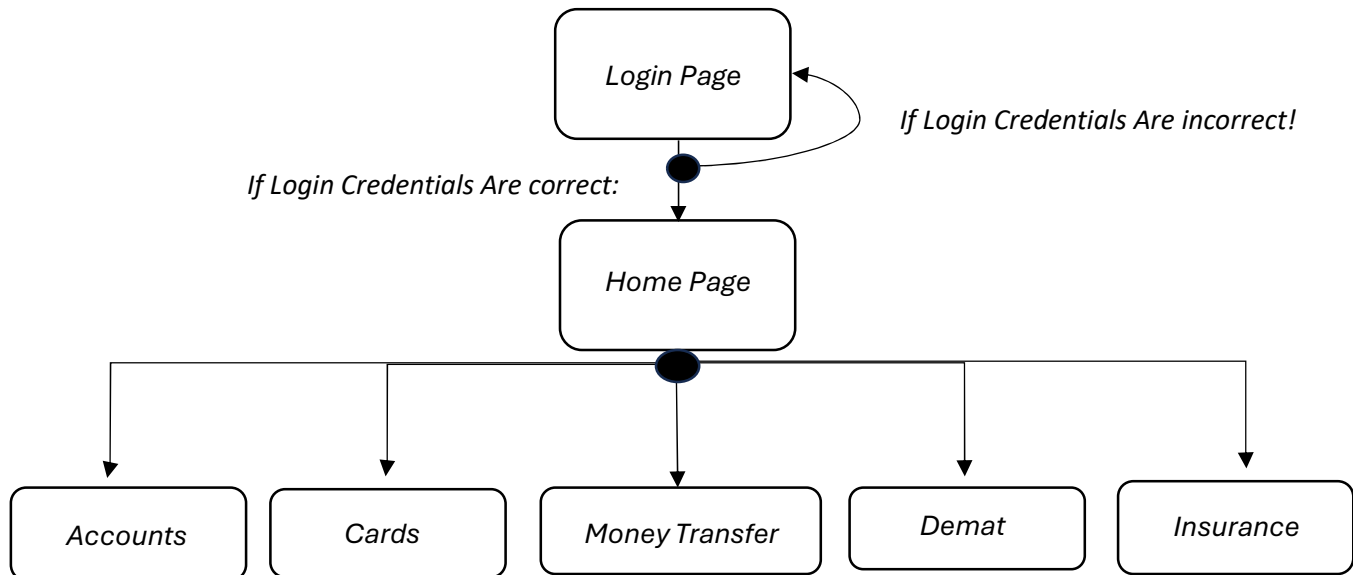 Login Page
If Login Credentials Are incorrect!
If Login Credentials Are correct:
Home Page
Accounts
Cards
Money Transfer
Demat
Insurance